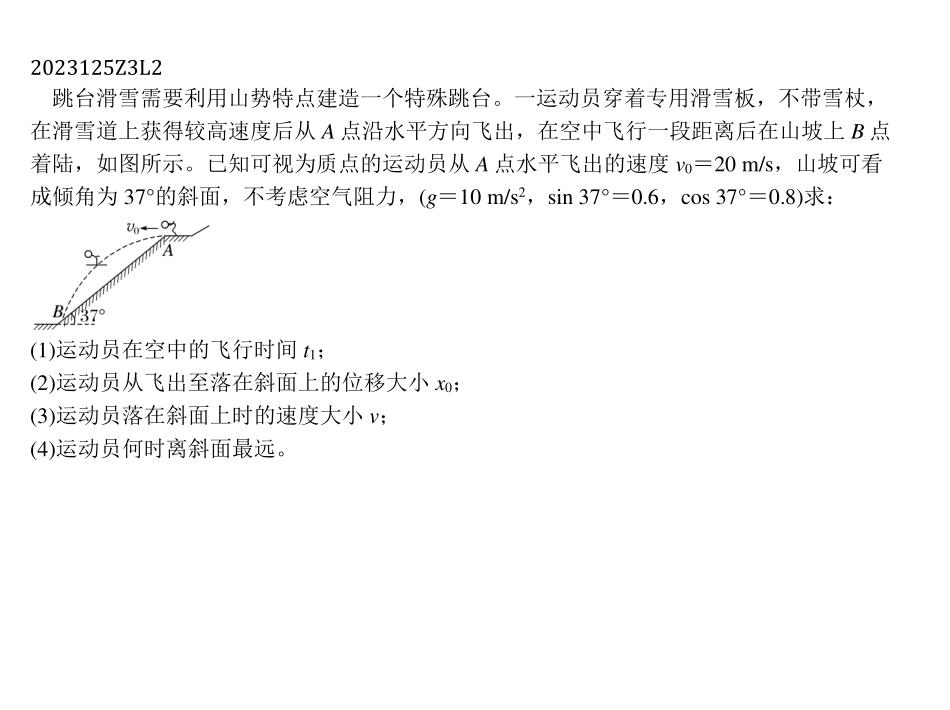 2023125Z3L2
跳台滑雪需要利用山势特点建造一个特殊跳台。一运动员穿着专用滑雪板，不带雪杖，
在滑雪道上获得较高速度后从 A 点沿水平方向飞出，在空中飞行一段距离后在山坡上 B 点
着陆，如图所示。已知可视为质点的运动员从 A 点水平飞出的速度 v₀＝20 m/s，山坡可看
成倾角为 37°的斜面，不考虑空气阻力，(g＝10 m/s²，sin 37°＝0.6，cos 37°＝0.8)求：
v₀
A
B
37°
(1)运动员在空中的飞行时间 t₁；
(2)运动员从飞出至落在斜面上的位移大小 x₀；
(3)运动员落在斜面上时的速度大小 v；
(4)运动员何时离斜面最远。